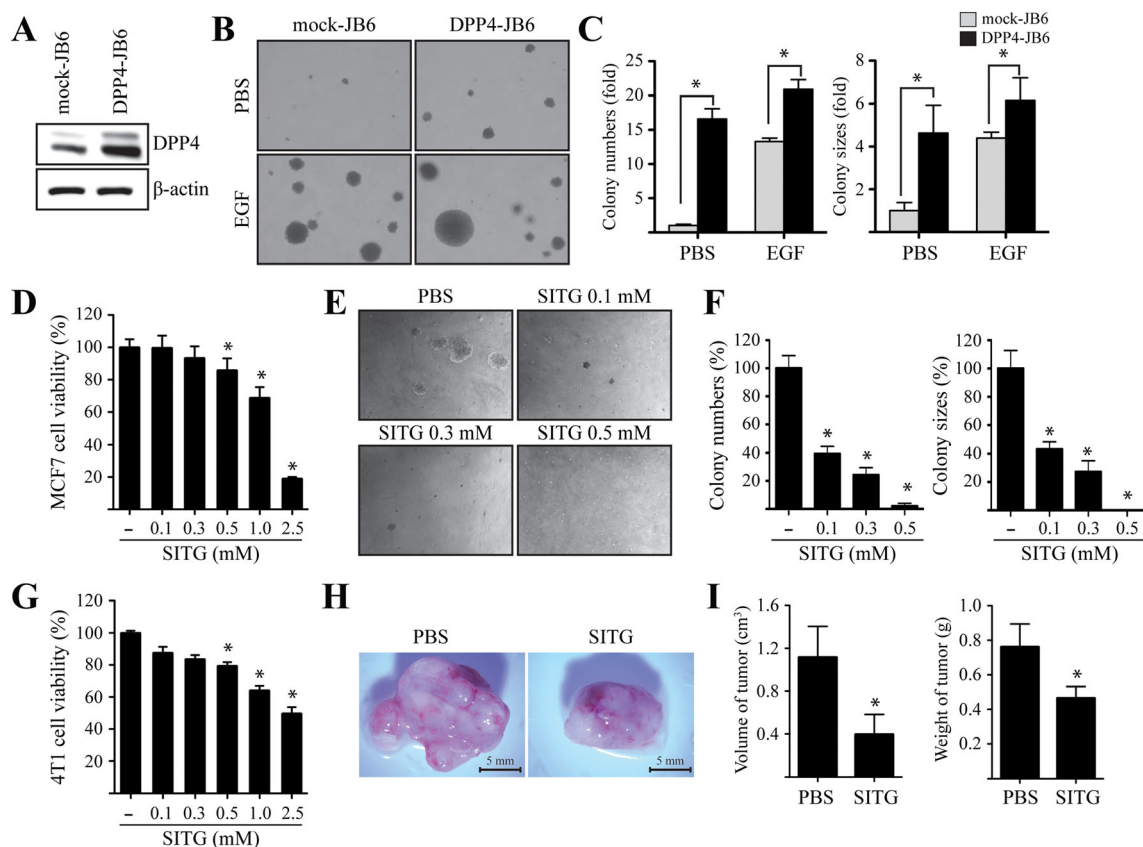 A
mock-JB6
DPP4-JB6
DPP4
β-actin
B
mock-JB6 DPP4-JB6
PBS
EGF
C
mock-JB6
DPP4-JB6
Colony numbers (fold)
25
20
15
10
5
* *
PBS EGF
Colony sizes (fold)
8
6
4
2
0
* *
PBS EGF
D
MCF7 cell viability (%)
120
100
80
60
40
20
* * *
– 0.1 0.3 0.5 1.0 2.5
SITG (mM)
E
PBS SITG 0.1 mM
SITG 0.3 mM SITG 0.5 mM
F
Colony numbers (%)
120
100
80
60
40
20
* * *
– 0.1 0.3 0.5
SITG (mM)
Colony sizes (%)
120
100
80
60
40
20
* *
– 0.1 0.3 0.5
SITG (mM)
G
4T1 cell viability (%)
120
100
80
60
40
20
* * *
– 0.1 0.3 0.5 1.0 2.5
SITG (mM)
H
PBS SITG
5 mm 5 mm
I
Volume of tumor (cm³)
1.6
1.2
0.8
0.4
*
PBS SITG
Weight of tumor (g)
1.0
0.8
0.6
0.4
0.2
*
PBS SITG